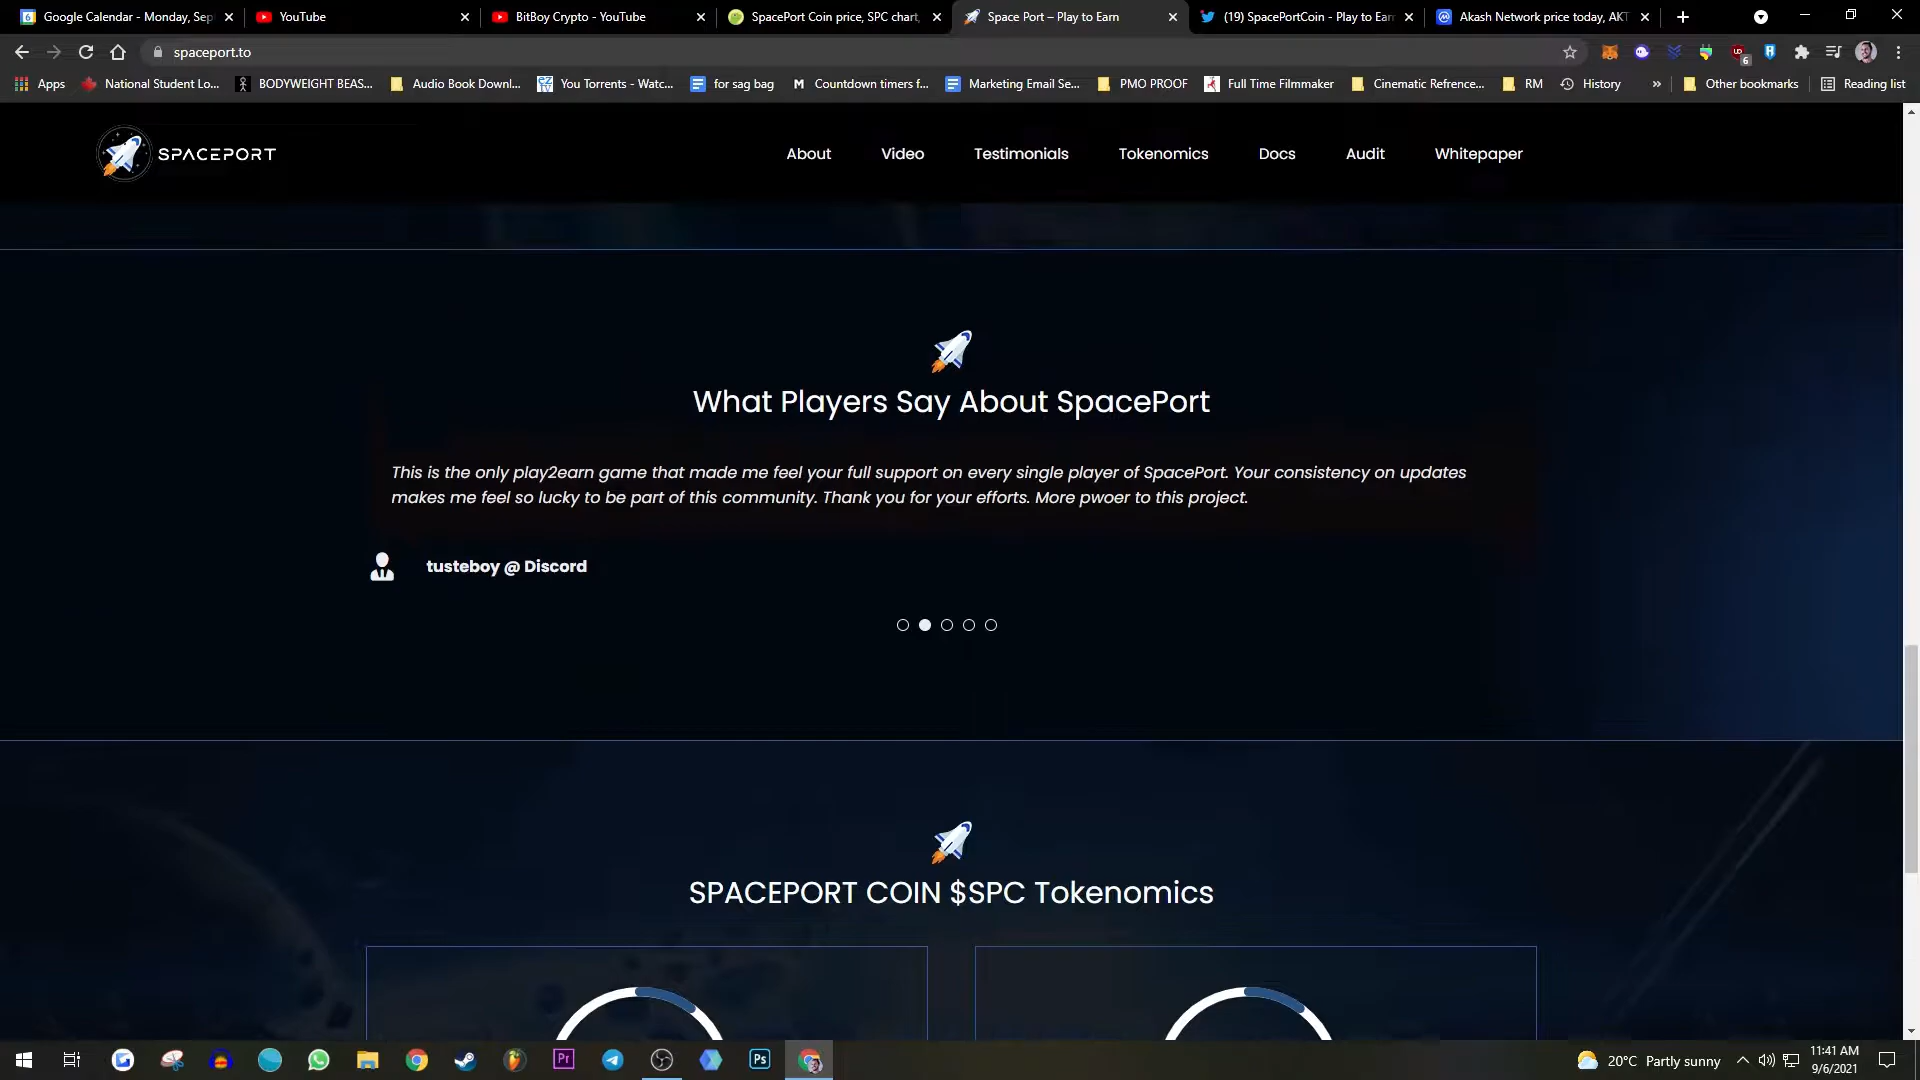 Google Calendar - Monday, Sep
YouTube
BitBoy Crypto - YouTube
SpacePort Coin price, SPC chart,
Space Port – Play to Earn
(19) SpacePortCoin - Play to Earn
Akash Network price today, AKT
spaceport.to
6
Apps
National Student Lo...
BODYWEIGHT BEAS...
Audio Book Downl...
You Torrents - Watc...
for sag bag
Countdown timers f...
Marketing Email Se...
PMO PROOF
Full Time Filmmaker
Cinematic Refrence...
RM
History
Other bookmarks
Reading list
SPACEPORT
About
Video
Testimonials
Tokenomics
Docs
Audit
Whitepaper
What Players Say About SpacePort
This is the only play2earn game that made me feel your full support on every single player of SpacePort. Your consistency on updates
makes me feel so lucky to be part of this community. Thank you for your efforts. More pwoer to this project.
tusteboy @ Discord
SPACEPORT COIN $SPC Tokenomics
Pr
Ps
20°C Partly sunny
11:41 AM
9/6/2021